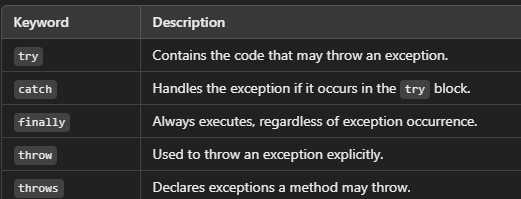 Keyword Description
try Contains the code that may throw an exception.
catch Handles the exception if it occurs in the try block.
finally Always executes, regardless of exception occurrence.
throw Used to throw an exception explicitly.
throws Declares exceptions a method may throw.